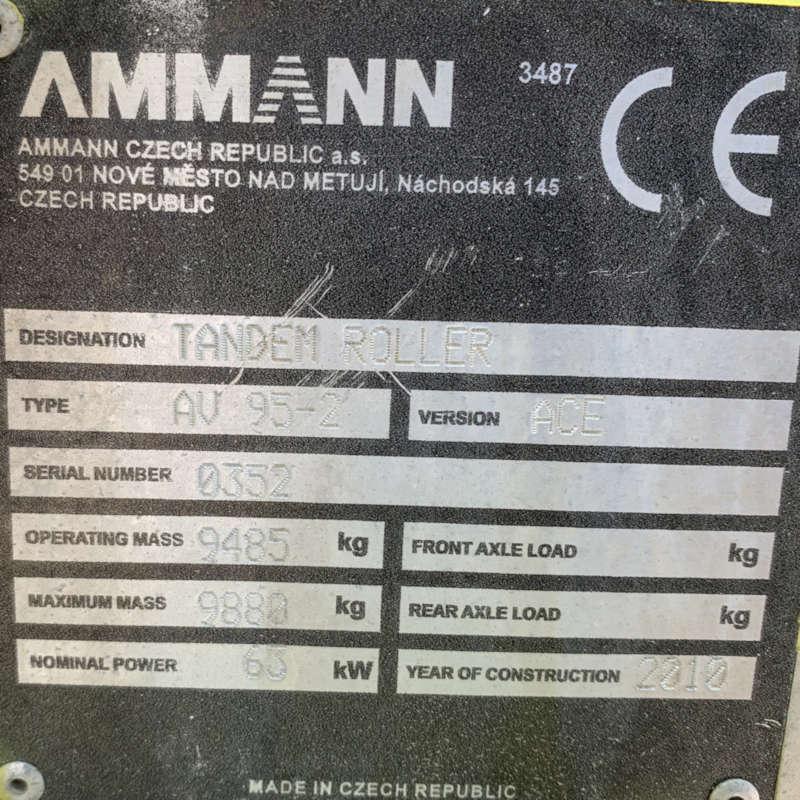 AMMANN 3487 CE
AMMANN CZECH REPUBLIC a.s.
549 01 NOVÉ MĚSTO NAD METUJÍ, Náchodská 145
CZECH REPUBLIC
DESIGNATION TANDEM ROLLER
TYPE AV 95-2 VERSION ACE
SERIAL NUMBER 0352
OPERATING MASS 9485 kg FRONT AXLE LOAD kg
MAXIMUM MASS 9880 kg REAR AXLE LOAD kg
NOMINAL POWER 63 kW YEAR OF CONSTRUCTION 2010
MADE IN CZECH REPUBLIC